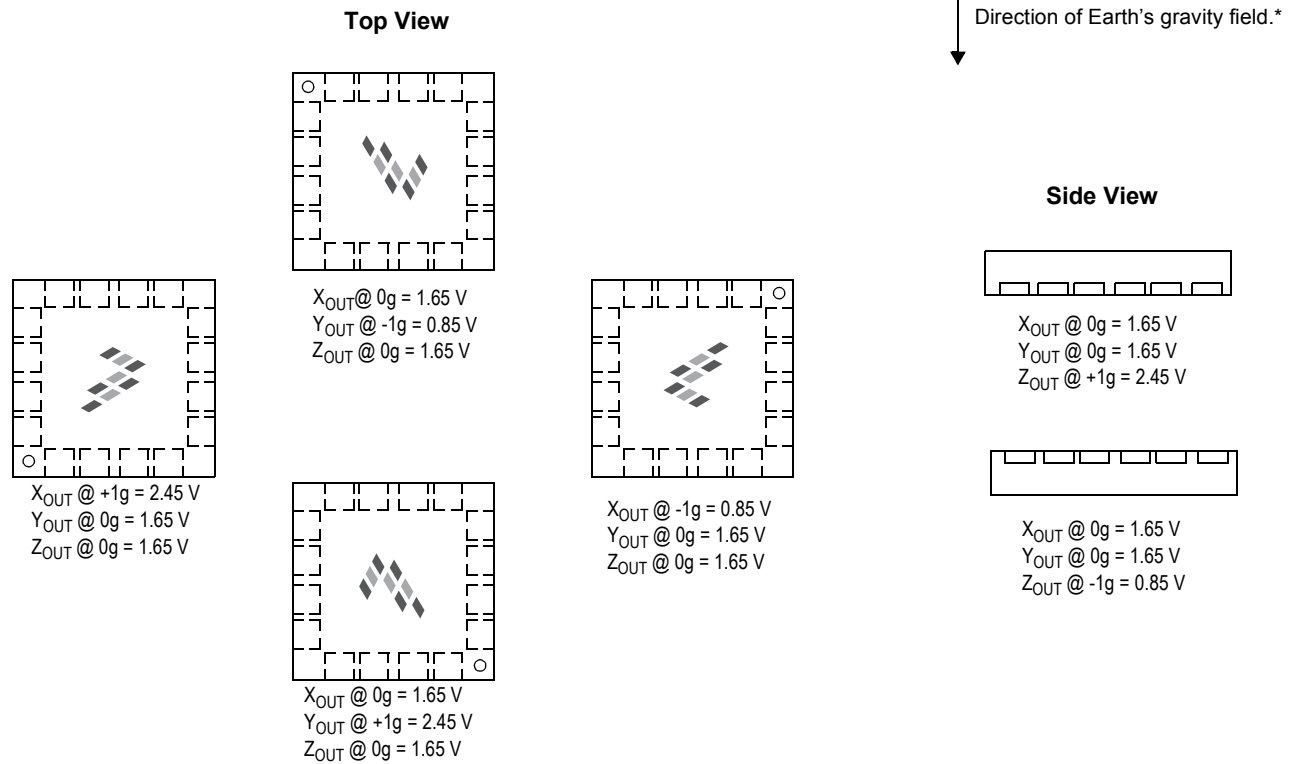 Direction of Earth's gravity field.*
Top View
Side View
X_OUT@ 0g = 1.65 V
Y_OUT @ -1g = 0.85 V
Z_OUT @ 0g = 1.65 V
X_OUT @ +1g = 2.45 V
Y_OUT @ 0g = 1.65 V
Z_OUT @ 0g = 1.65 V
X_OUT @ -1g = 0.85 V
Y_OUT @ 0g = 1.65 V
Z_OUT @ 0g = 1.65 V
X_OUT @ 0g = 1.65 V
Y_OUT @ +1g = 2.45 V
Z_OUT @ 0g = 1.65 V
X_OUT @ 0g = 1.65 V
Y_OUT @ 0g = 1.65 V
Z_OUT @ +1g = 2.45 V
X_OUT @ 0g = 1.65 V
Y_OUT @ 0g = 1.65 V
Z_OUT @ -1g = 0.85 V